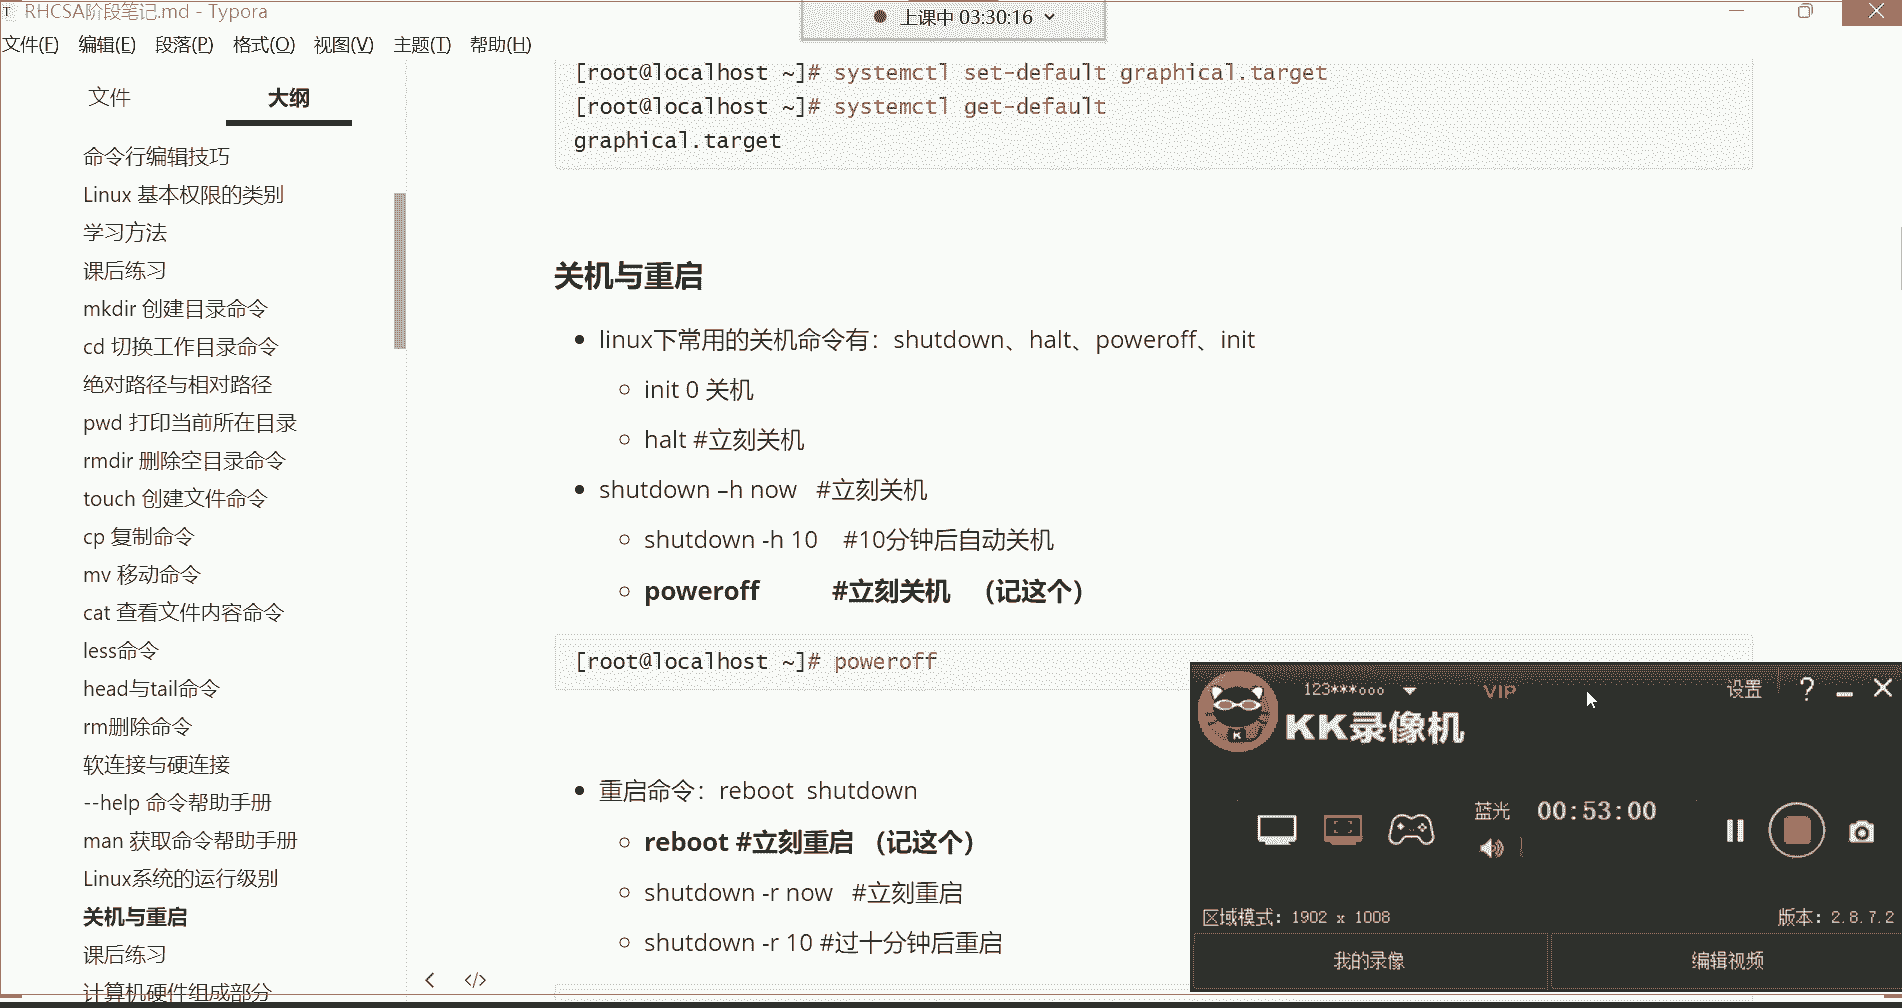 RHCSA阶段笔记.md - Typora
上课中 03:30:16
文件(F) 编辑(E) 段落(P) 格式(O) 视图(V) 主题(T) 帮助(H)
文件 大纲
命令行编辑技巧
Linux 基本权限的类别
学习方法
课后练习
mkdir 创建目录命令
cd 切换工作目录命令
绝对路径与相对路径
pwd 打印当前所在目录
rmdir 删除空目录命令
touch 创建文件命令
cp 复制命令
mv 移动命令
cat 查看文件内容命令
less命令
head与tail命令
rm删除命令
软连接与硬连接
--help 命令帮助手册
man 获取命令帮助手册
Linux系统的运行级别
关机与重启
课后练习
计算机硬件组成部分
[root@localhost ~]# systemctl set-default graphical.target
[root@localhost ~]# systemctl get-default
graphical.target
关机与重启
linux下常用的关机命令有：shutdown、halt、poweroff、init
init 0 关机
halt #立刻关机
shutdown –h now #立刻关机
shutdown -h 10 #10分钟后自动关机
poweroff #立刻关机 （记这个）
[root@localhost ~]# poweroff
重启命令：reboot shutdown
reboot #立刻重启 （记这个）
shutdown -r now #立刻重启
shutdown -r 10 #过十分钟后重启
123***ooo VIP 设置 ?
KK录像机
蓝光 00:53:00
区域模式：1902 x 1008 版本：2.8.7.2
我的录像 编辑视频